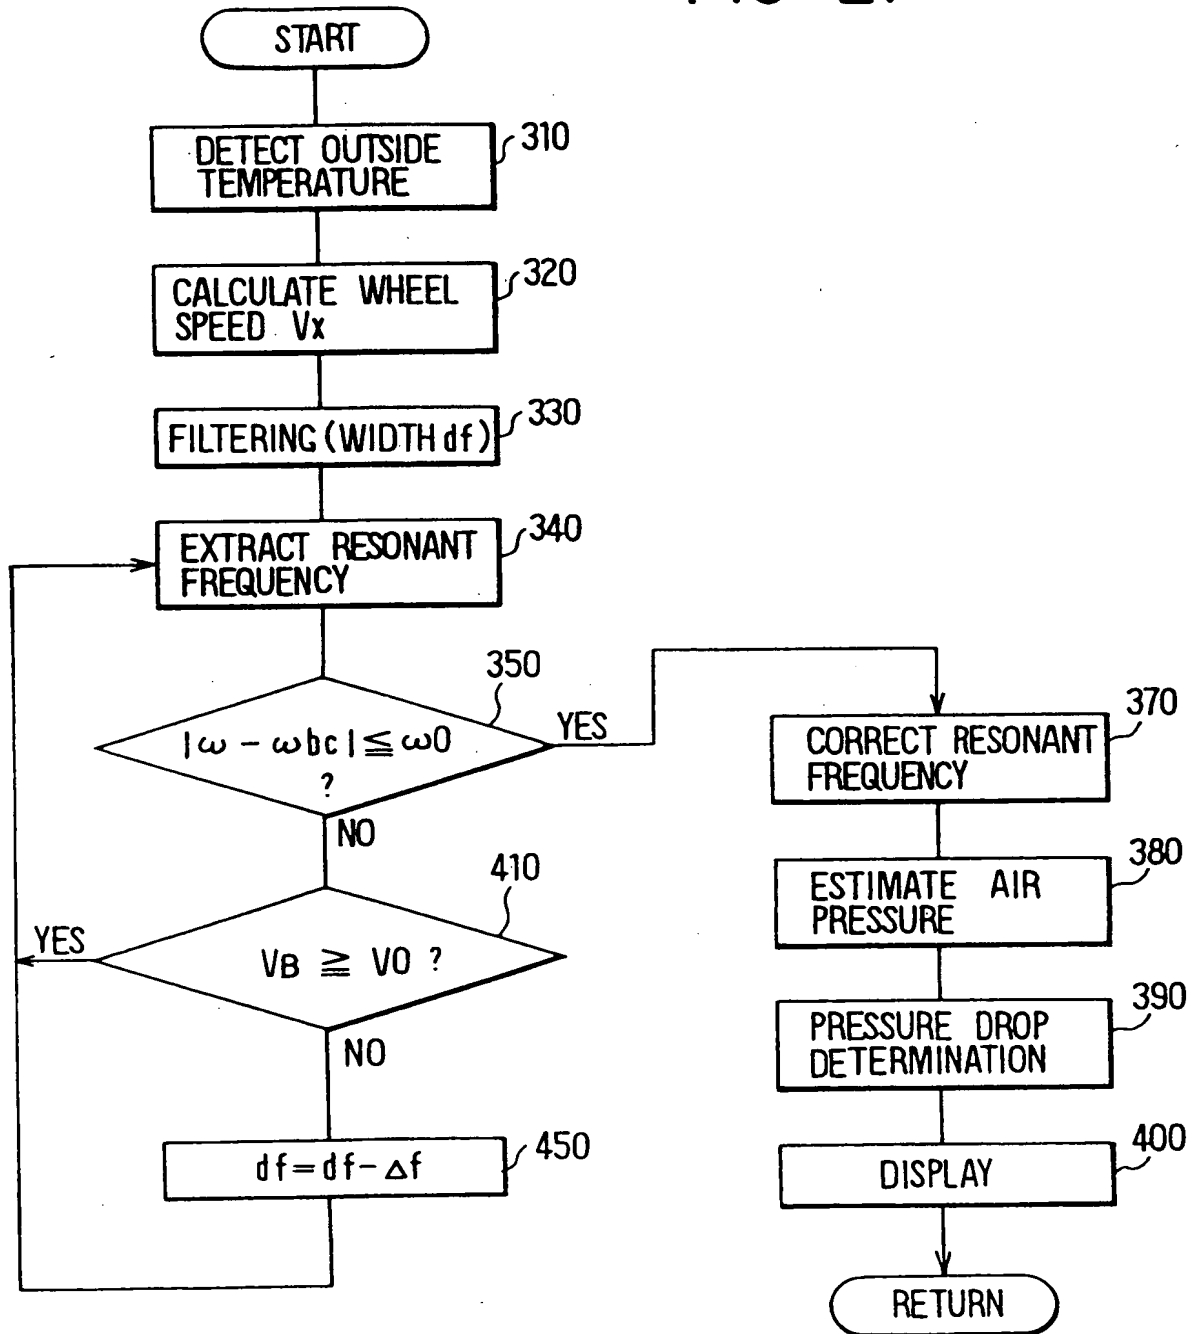 START
310
DETECT OUTSIDE
TEMPERATURE
320
CALCULATE WHEEL
SPEED Vx
330
FILTERING (WIDTH df)
340
EXTRACT RESONANT
FREQUENCY
350
|ω - ωbc| ≦ ω0
?
YES
NO
410
VB ≧ V0 ?
YES
NO
450
df=df-Δf
370
CORRECT RESONANT
FREQUENCY
380
ESTIMATE AIR
PRESSURE
390
PRESSURE DROP
DETERMINATION
400
DISPLAY
RETURN